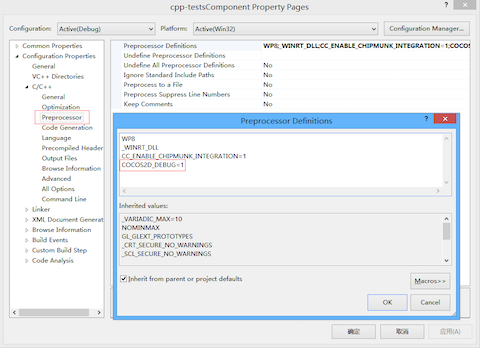 cpp-testsComponent Property Pages
Configuration: Active(Debug) Platform: Active(Win32) Configuration Manager...
Common Properties
Configuration Properties
General
VC++ Directories
C/C++
General
Optimization
Preprocessor
Code Generation
Language
Precompiled Header
Output Files
Browse Information
Advanced
All Options
Command Line
Linker
XML Document Generat
Browse Information
Build Events
Custom Build Step
Code Analysis
Preprocessor Definitions WP8;_WINRT_DLL;CC_ENABLE_CHIPMUNK_INTEGRATION=1;COCOS
Undefine Preprocessor Definitions
Undefine All Preprocessor Definitions No
Ignore Standard Include Paths No
Preprocess to a File No
Preprocess Suppress Line Numbers No
Keep Comments No
Preprocessor Definitions
WP8
_WINRT_DLL
CC_ENABLE_CHIPMUNK_INTEGRATION=1
COCOS2D_DEBUG=1
Inherited values:
_VARIADIC_MAX=10
NOMINMAX
GL_GLEXT_PROTOTYPES
_CRT_SECURE_NO_WARNINGS
_SCL_SECURE_NO_WARNINGS
Inherit from parent or project defaults
Macros>>
OK Cancel
确定 取消 应用(A)